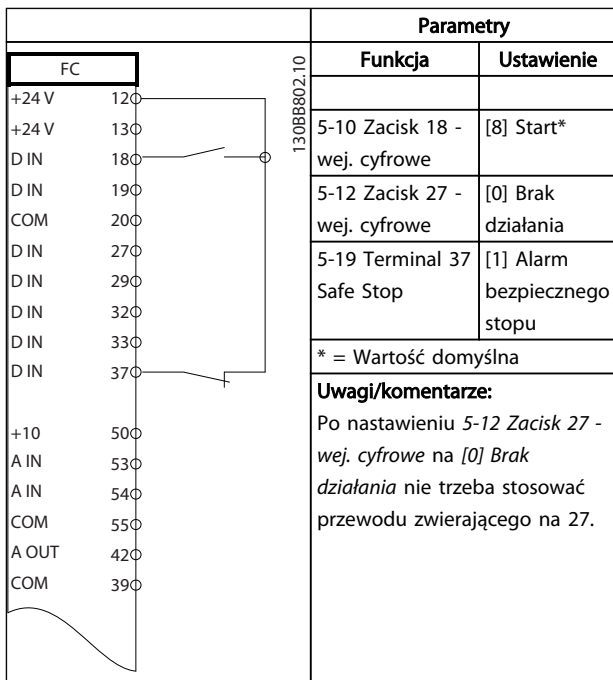 FC
+24 V 12
+24 V 13
D IN 18
D IN 19
COM 20
D IN 27
D IN 29
D IN 32
D IN 33
D IN 37
+10 50
A IN 53
A IN 54
COM 55
A OUT 42
COM 39
130BB802.10
Parametry
Funkcja Ustawienie
5-10 Zacisk 18 - [8] Start*
wej. cyfrowe
5-12 Zacisk 27 - [0] Brak
wej. cyfrowe działania
5-19 Terminal 37 [1] Alarm
Safe Stop bezpiecznego
stopu
* = Wartość domyślna
Uwagi/komentarze:
Po nastawieniu 5-12 Zacisk 27 -
wej. cyfrowe na [0] Brak
działania nie trzeba stosować
przewodu zwierającego na 27.